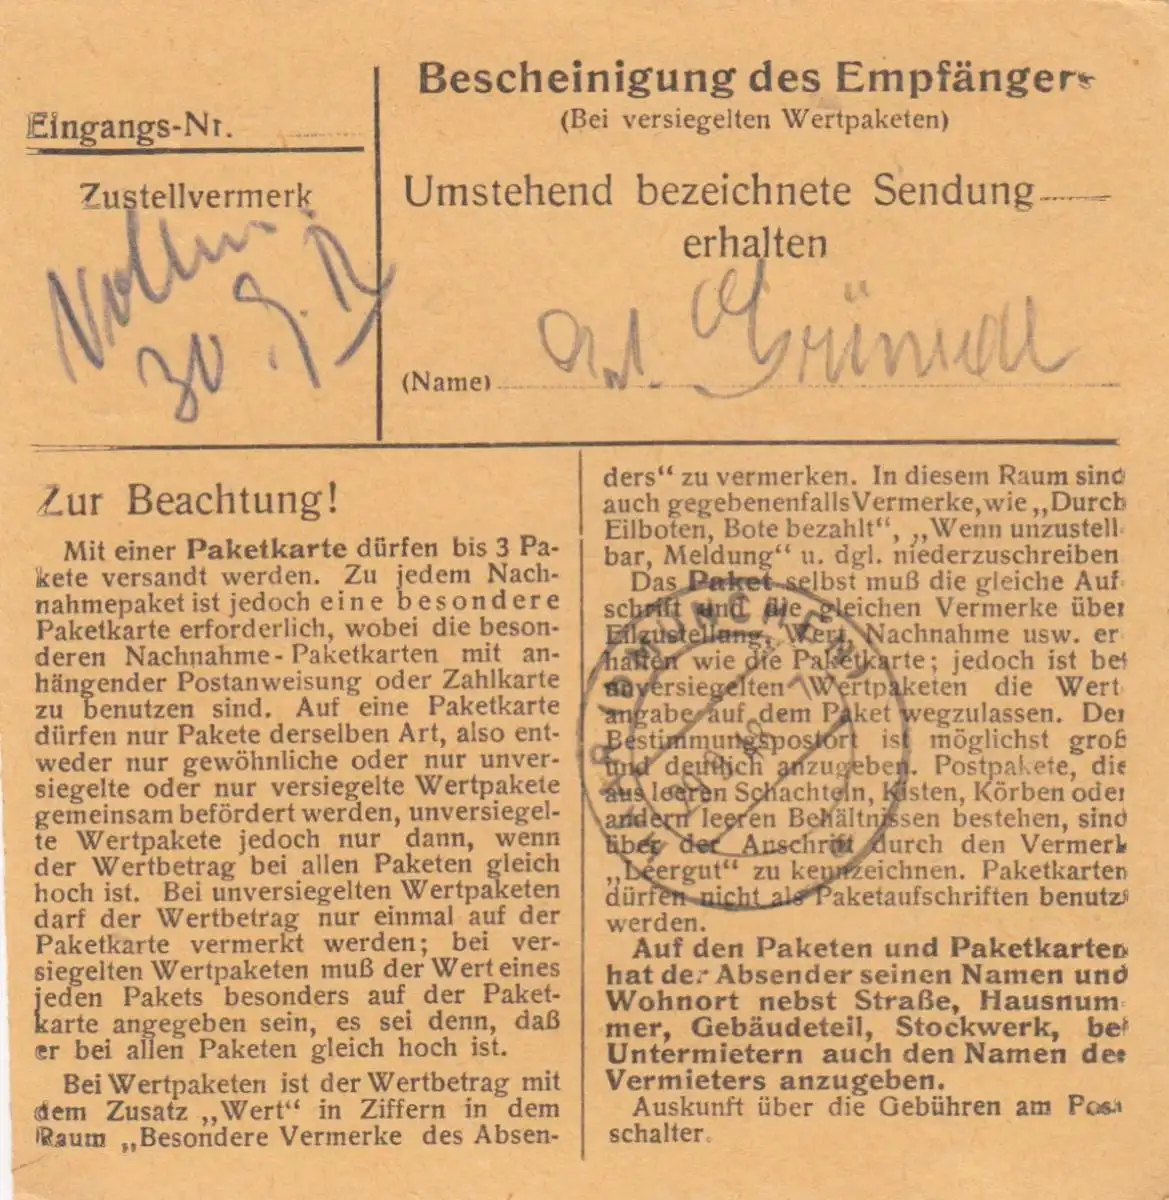 Eingangs-Nr.
Zustellvermerk
30 9.
Bescheinigung des Empfängers
(Bei versiegelten Wertpaketen)
Umstehend bezeichnete Sendung
erhalten
(Name)
Zur Beachtung!
Mit einer Paketkarte dürfen bis 3 Pa-
kete versandt werden. Zu jedem Nach-
nahmepaket ist jedoch eine besondere
Paketkarte erforderlich, wobei die beson-
deren Nachnahme-Paketkarten mit an-
hängender Postanweisung oder Zahlkarte
zu benutzen sind. Auf eine Paketkarte
dürfen nur Pakete derselben Art, also ent-
weder nur gewöhnliche oder nur unver-
siegelte oder nur versiegelte Wertpakete
gemeinsam befördert werden, unversiegel-
te Wertpakete jedoch nur dann, wenn
der Wertbetrag bei allen Paketen gleich
hoch ist. Bei unversiegelten Wertpaketen
darf der Wertbetrag nur einmal auf der
Paketkarte vermerkt werden; bei ver-
siegelten Wertpaketen muß der Wert eines
jeden Pakets besonders auf der Paket-
karte angegeben sein, es sei denn, daß
er bei allen Paketen gleich hoch ist.
Bei Wertpaketen ist der Wertbetrag mit
dem Zusatz „Wert“ in Ziffern in dem
Raum „Besondere Vermerke des Absen-
ders“ zu vermerken. In diesem Raum sind
auch gegebenenfalls Vermerke, wie „Durch
Eilboten, Bote bezahlt“, „Wenn unzustell
bar, Meldung“ u. dgl. niederzuschreiben
Das Paket selbst muß die gleiche Auf
schrift und die gleichen Vermerke über
Eilzustellung, Wert, Nachnahme usw. er
halten wie die Paketkarte; jedoch ist bei
unversiegelten Wertpaketen die Wert
angabe auf dem Paket wegzulassen. Der
Bestimmungspostort ist möglichst groß
und deutlich anzugeben. Postpakete, die
aus leeren Schachteln, Kisten, Körben oder
andern leeren Behältnissen bestehen, sind
über der Anschrift durch den Vermerk
„Leergut“ zu kennzeichnen. Paketkarten
dürfen nicht als Paketaufschriften benutzt
werden.
Auf den Paketen und Paketkarten
hat der Absender seinen Namen und
Wohnort nebst Straße, Hausnum
mer, Gebäudeteil, Stockwerk, bei
Untermietern auch den Namen des
Vermieters anzugeben.
Auskunft über die Gebühren am Post
schalter.
MÜNCHEN